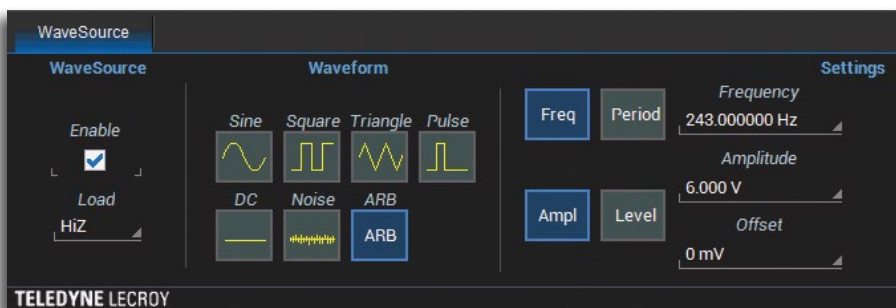 WaveSource
WaveSource
Waveform
Settings
Enable
Load
HiZ
Sine Square Triangle Pulse
DC Noise ARB
ARB
Freq Period
Ampl Level
Frequency
243.000000 Hz
Amplitude
6.000 V
Offset
0 mV
TELEDYNE LECROY